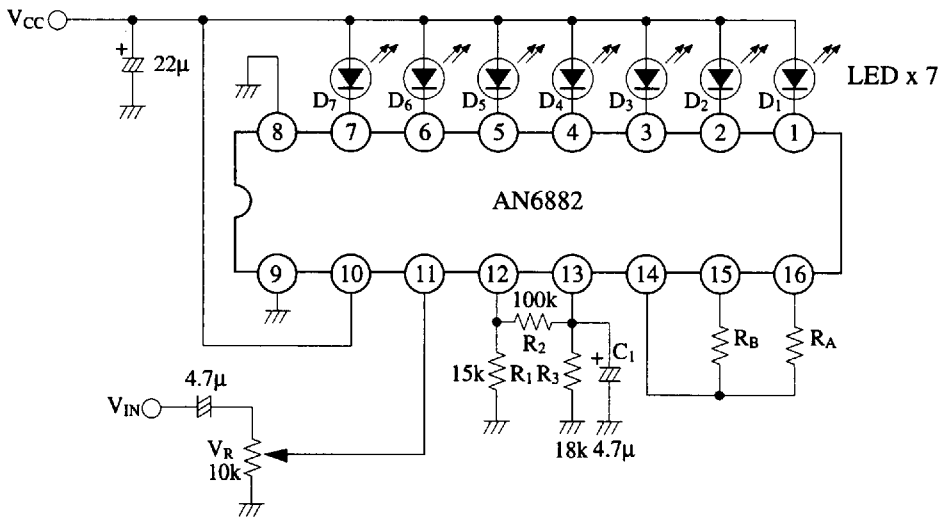 V_CC
22μ
D₇ D₆ D₅ D₄ D₃ D₂ D₁
LED x 7
8 7 6 5 4 3 2 1
AN6882
9 10 11 12 13 14 15 16
100k
R₂
15k R₁ R₃ C₁ R_B R_A
18k 4.7μ
4.7μ
V_IN
V_R
10k